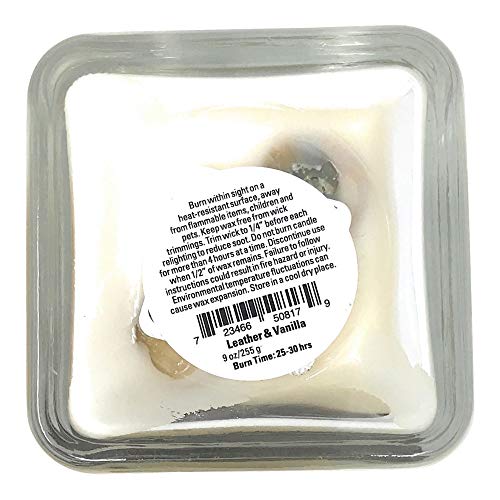 Burn within sight on a
heat-resistant surface, away
from flammable items, children and
pets. Keep wax free from wick
trimmings. Trim wick to 1/4" before each
relighting to reduce soot. Do not burn candle
for more than 4 hours at a time. Discontinue use
when 1/2" of wax remains. Failure to follow
instructions could result in fire hazard or injury.
Environmental temperature fluctuations can
cause wax expansion. Store in a cool dry place.
7 23466 50817 9
Leather & Vanilla
9 oz/255 g
Burn Time: 25-30 hrs